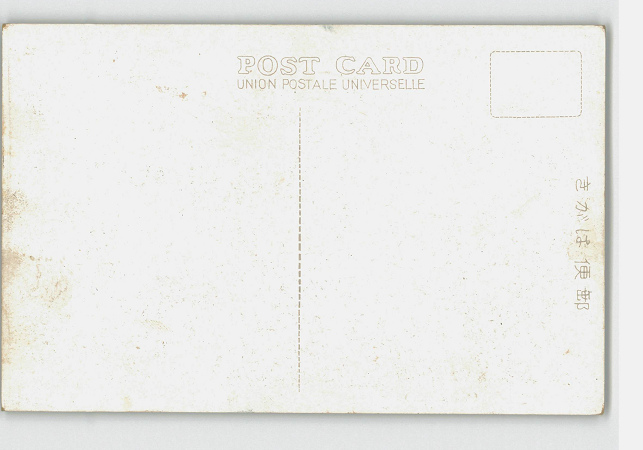 POST CARD
UNION POSTALE UNIVERSELLE
郵便はがき